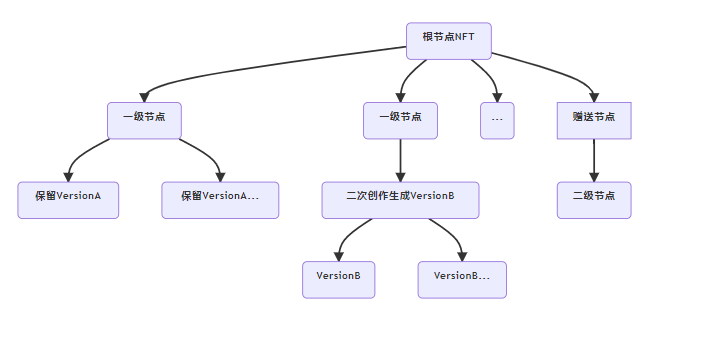 根节点NFT
一级节点
一级节点
...
赠送节点
保留VersionA
保留VersionA...
二次创作生成VersionB
二级节点
VersionB
VersionB...